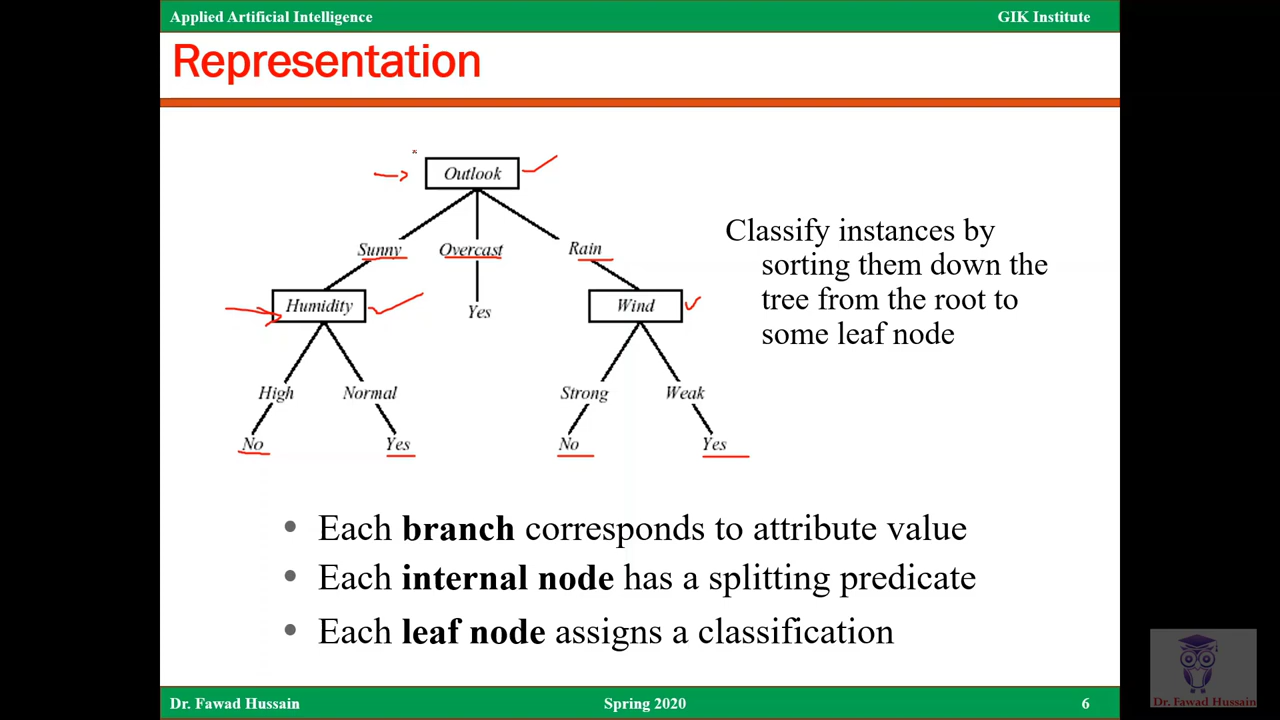 Applied Artificial Intelligence GIK Institute
Representation
Outlook
Sunny Overcast Rain
Humidity Yes Wind
High Normal Strong Weak
No Yes No Yes
Classify instances by
sorting them down the
tree from the root to
some leaf node
• Each branch corresponds to attribute value
• Each internal node has a splitting predicate
• Each leaf node assigns a classification
Dr. Fawad Hussain
Dr. Fawad Hussain Spring 2020 6